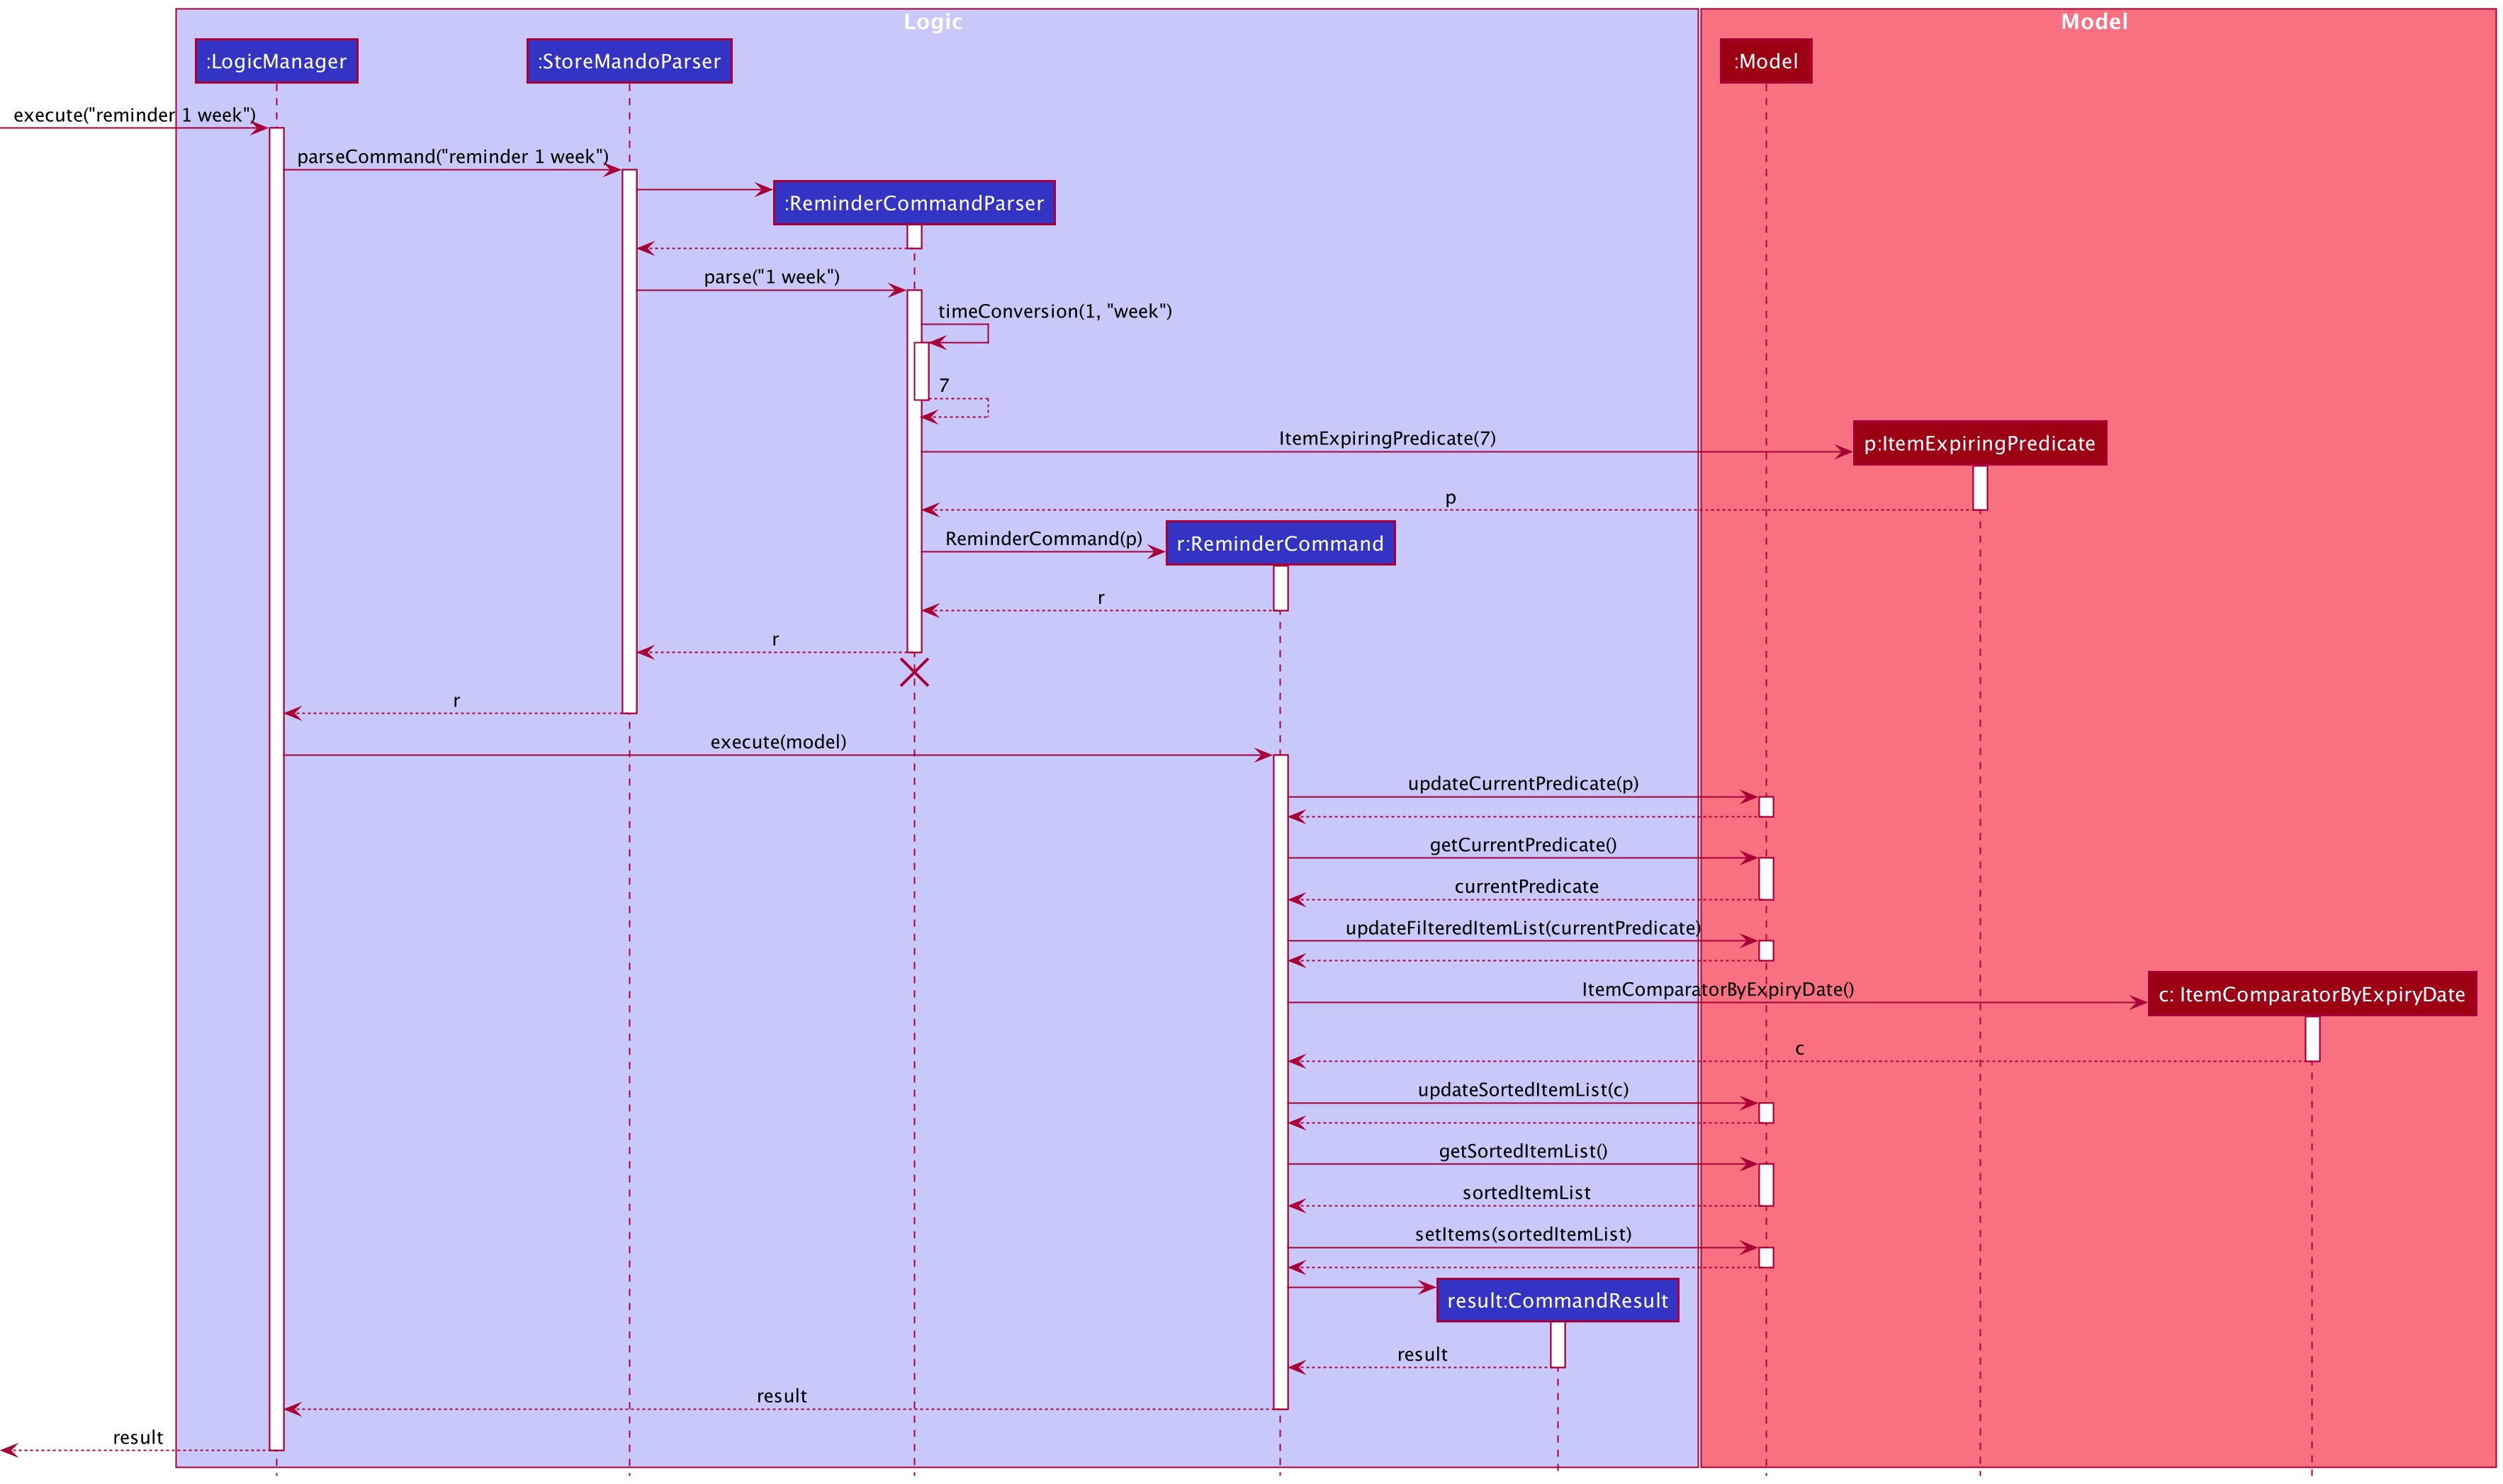 Logic
Model
:LogicManager
:StoreMandoParser
:Model
execute("reminder 1 week")
parseCommand("reminder 1 week")
:ReminderCommandParser
parse("1 week")
timeConversion(1, "week")
7
ItemExpiringPredicate(7)
p:ItemExpiringPredicate
p
ReminderCommand(p)
r:ReminderCommand
r
r
r
execute(model)
updateCurrentPredicate(p)
getCurrentPredicate()
currentPredicate
updateFilteredItemList(currentPredicate)
ItemComparatorByExpiryDate()
c: ItemComparatorByExpiryDate
c
updateSortedItemList(c)
getSortedItemList()
sortedItemList
setItems(sortedItemList)
result:CommandResult
result
result
result